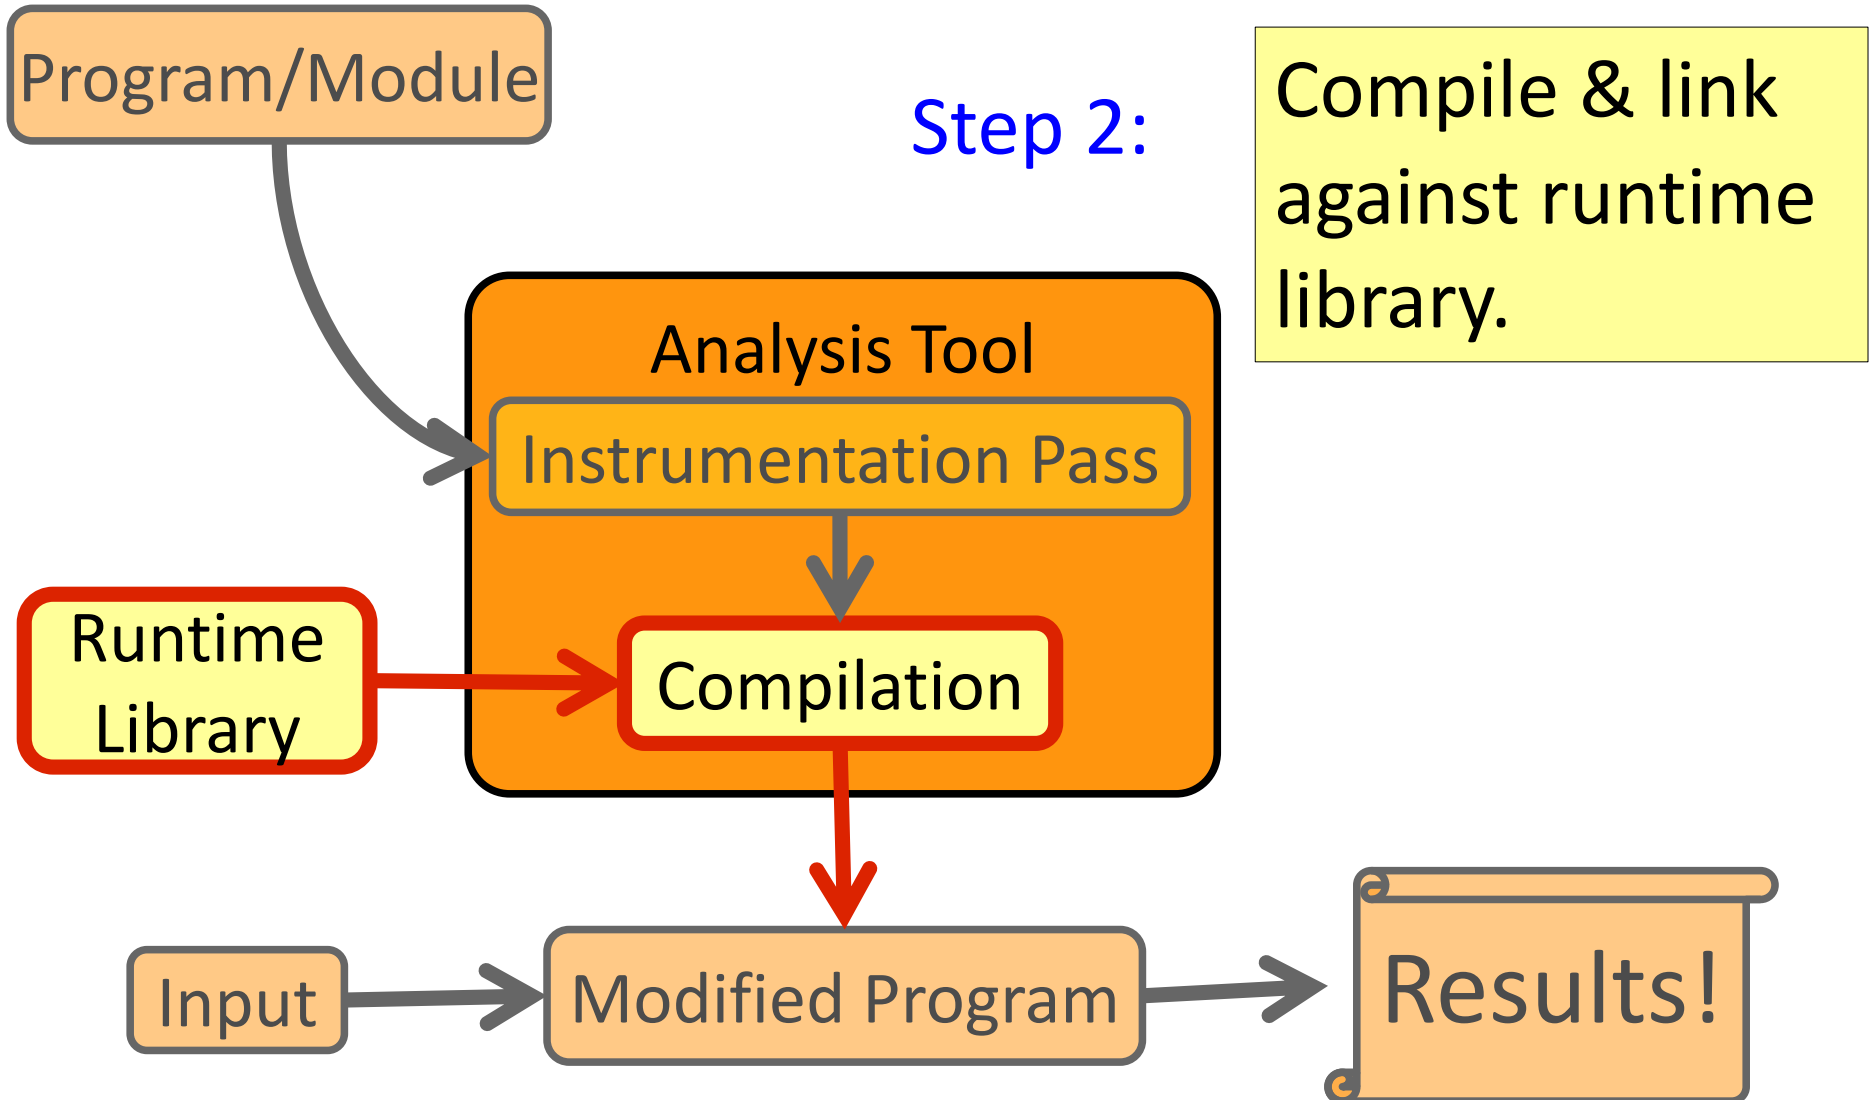 Program/Module
Step 2:
Compile & link
against runtime
library.
Analysis Tool
Instrumentation Pass
Runtime
Library
Compilation
Input
Modified Program
Results!